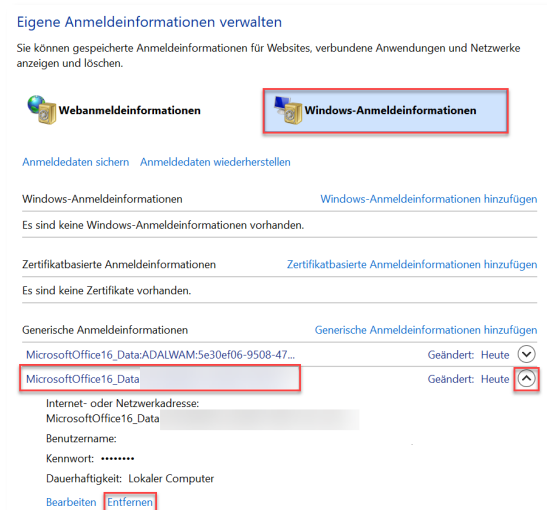 Eigene Anmeldeinformationen verwalten
Sie können gespeicherte Anmeldeinformationen für Websites, verbundene Anwendungen und Netzwerke
anzeigen und löschen.
Webanmeldeinformationen
Windows-Anmeldeinformationen
Anmeldedaten sichern Anmeldedaten wiederherstellen
Windows-Anmeldeinformationen Windows-Anmeldeinformationen hinzufügen
Es sind keine Windows-Anmeldeinformationen vorhanden.
Zertifikatbasierte Anmeldeinformationen Zertifikatbasierte Anmeldeinformationen hinzufügen
Es sind keine Zertifikate vorhanden.
Generische Anmeldeinformationen Generische Anmeldeinformationen hinzufügen
MicrosoftOffice16_Data:ADALWAM:5e30ef06-9508-47... Geändert: Heute
MicrosoftOffice16_Data Geändert: Heute
Internet- oder Netzwerkadresse:
MicrosoftOffice16_Data
Benutzername:
Kennwort: ••••••••
Dauerhaftigkeit: Lokaler Computer
Bearbeiten Entfernen